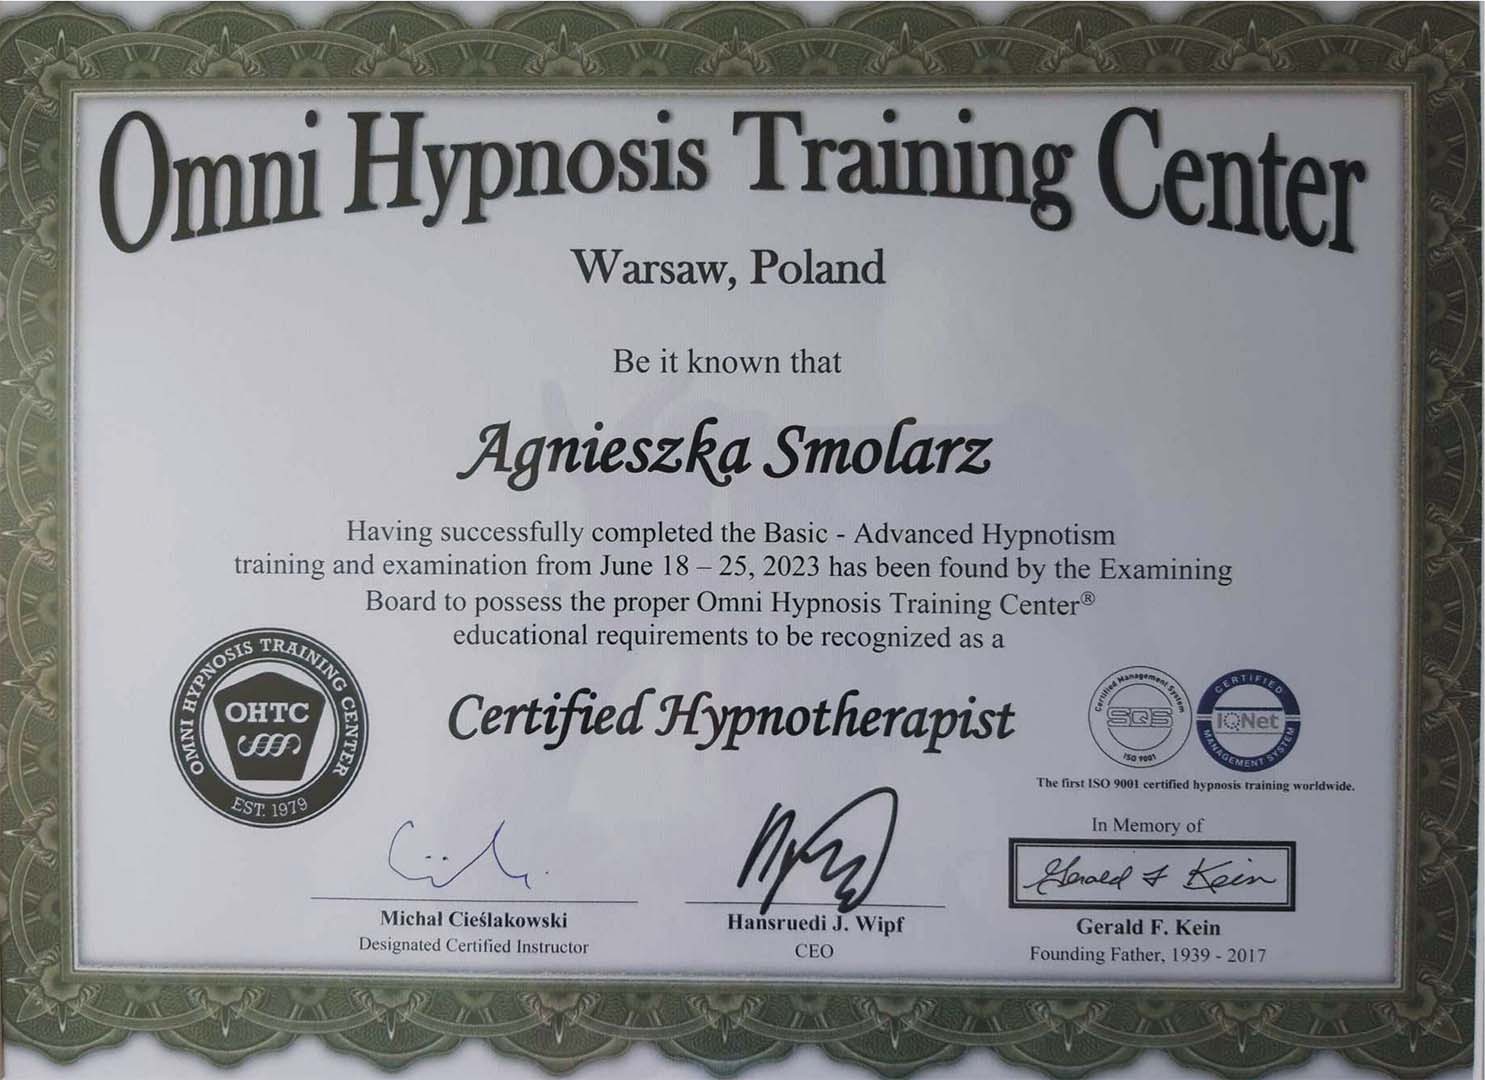 Omni Hypnosis Training Center
Warsaw, Poland
Be it known that
Agnieszka Smolarz
Having successfully completed the Basic - Advanced Hypnotism
training and examination from June 18 – 25, 2023 has been found by the Examining
Board to possess the proper Omni Hypnosis Training Center®
educational requirements to be recognized as a
Certified Hypnotherapist
OMNI HYPNOSIS TRAINING CENTER
OHTC
EST. 1979
Certified Management System
SQS
ISO 9001
CERTIFIED
IQNet
MANAGEMENT SYSTEM
The first ISO 9001 certified hypnosis training worldwide.
Michał Cieślakowski
Designated Certified Instructor
Hansruedi J. Wipf
CEO
In Memory of
Gerald F Kein
Gerald F. Kein
Founding Father, 1939 - 2017